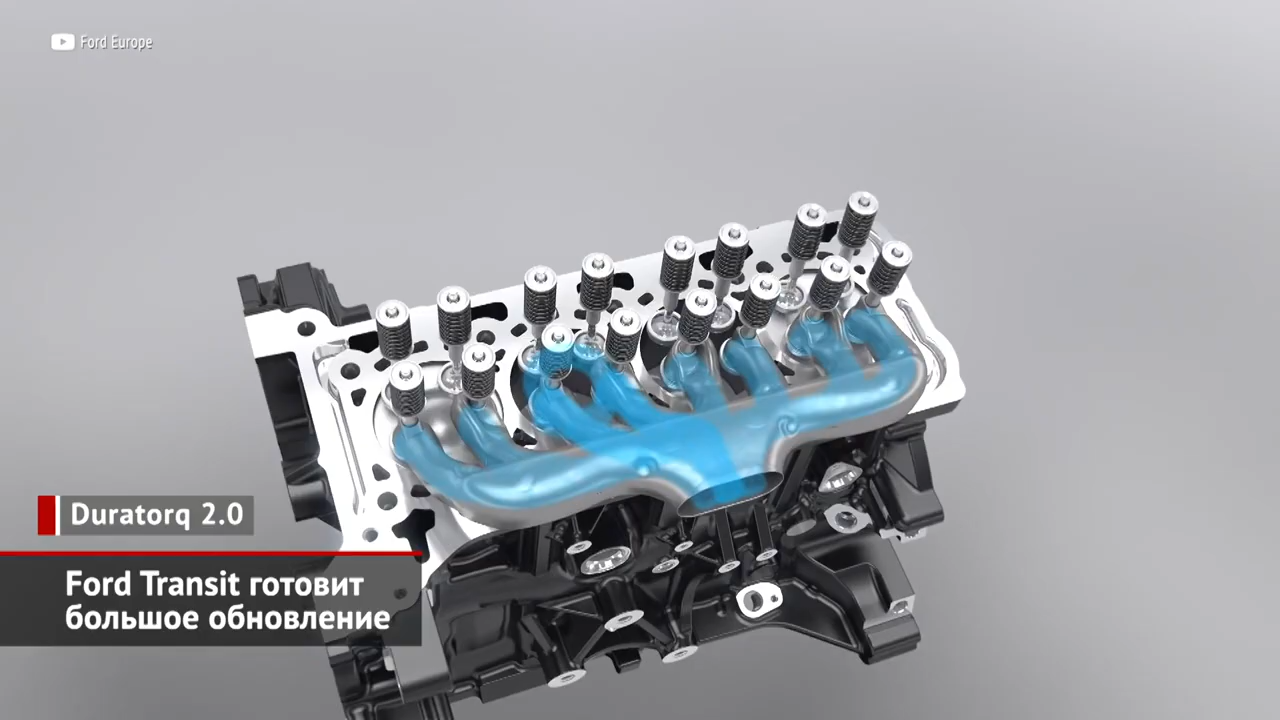 Ford Europe
Duratorq 2.0
Ford Transit готовит
большое обновление